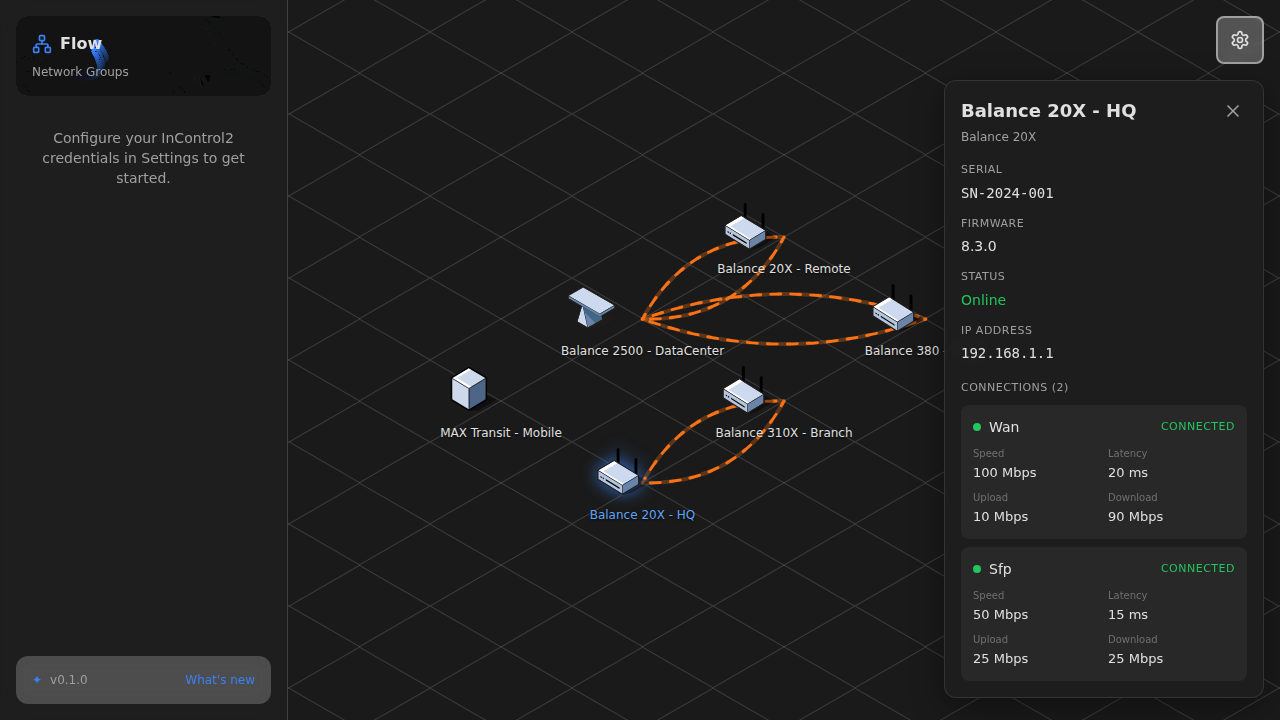 Flow
Network Groups
Configure your InControl2
credentials in Settings to get
started.
v0.1.0
What's new
Balance 20X - Remote
Balance 2500 - DataCenter
Balance 380 -
MAX Transit - Mobile
Balance 310X - Branch
Balance 20X - HQ
Balance 20X - HQ
Balance 20X
SERIAL
SN-2024-001
FIRMWARE
8.3.0
STATUS
Online
IP ADDRESS
192.168.1.1
CONNECTIONS (2)
Wan CONNECTED
Speed Latency
100 Mbps 20 ms
Upload Download
10 Mbps 90 Mbps
Sfp CONNECTED
Speed Latency
50 Mbps 15 ms
Upload Download
25 Mbps 25 Mbps